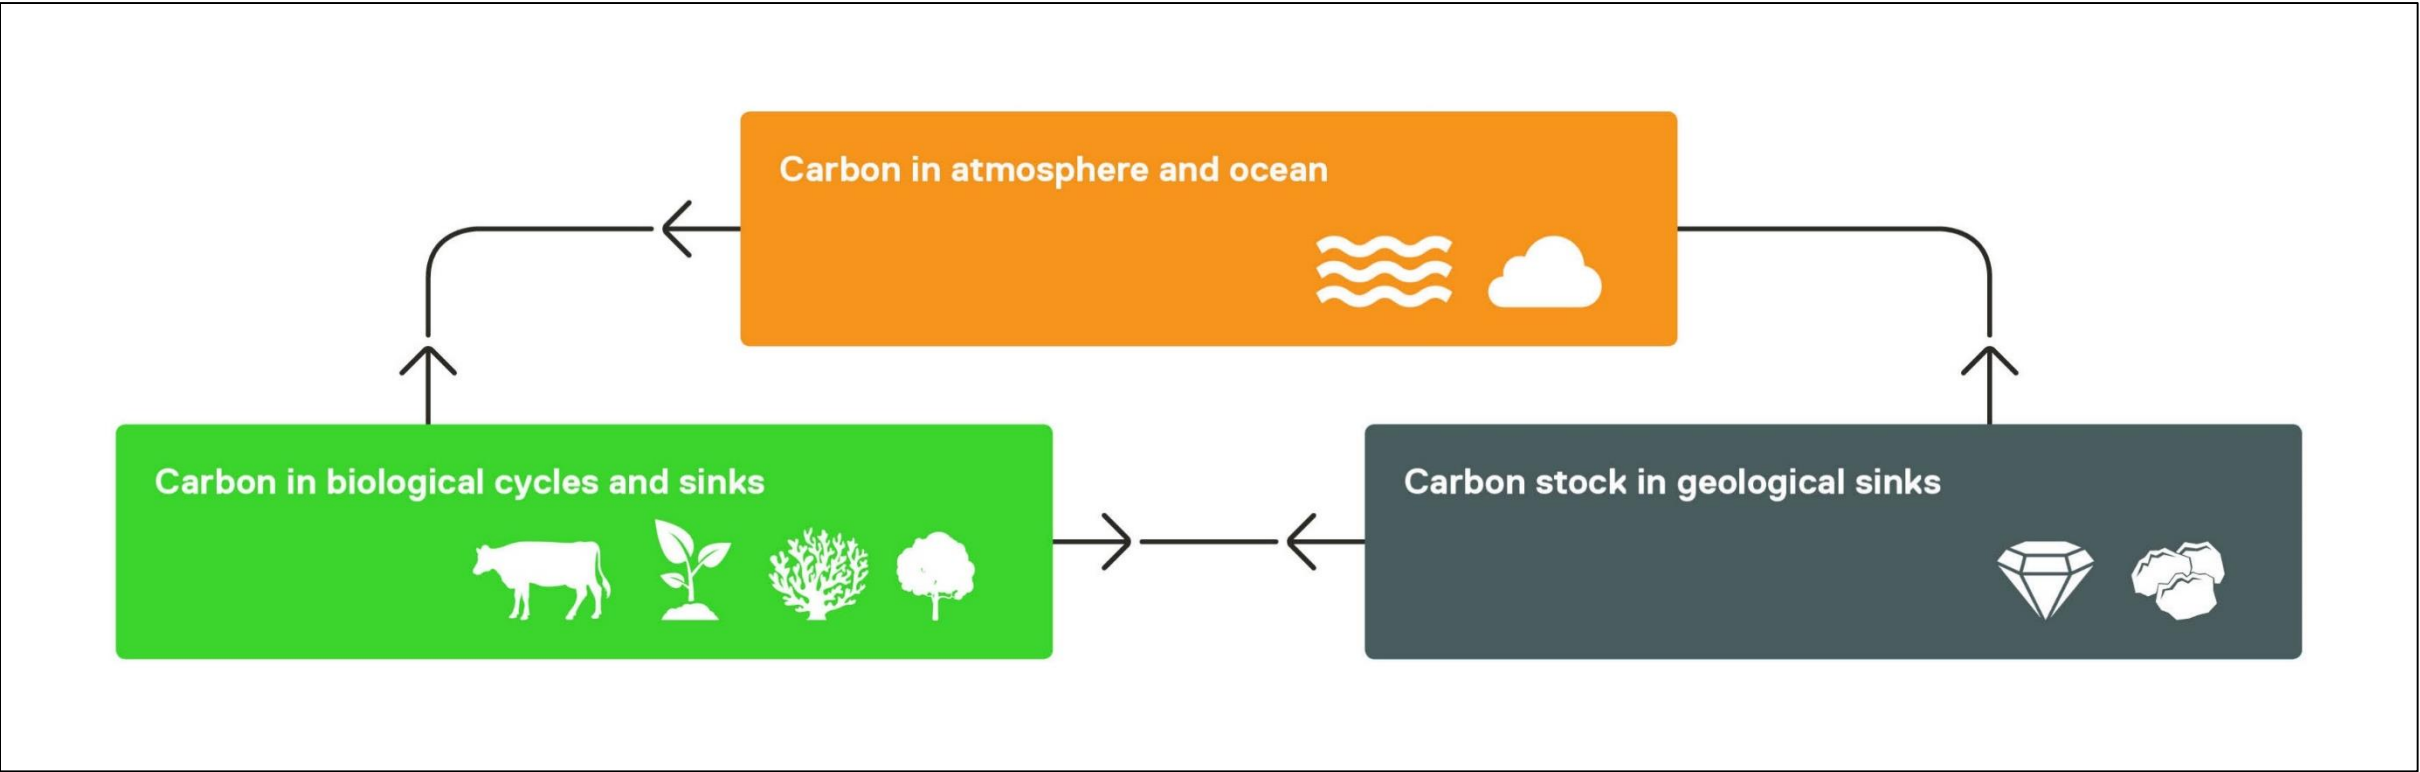 Carbon in atmosphere and ocean
Carbon in biological cycles and sinks
Carbon stock in geological sinks